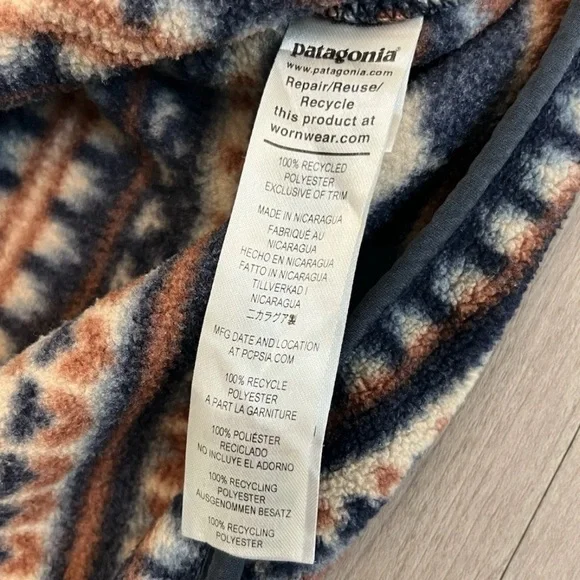 patagonia®
www.patagonia.com
Repair/Reuse/
Recycle
this product at
wornwear.com
100% RECYCLED
POLYESTER
EXCLUSIVE OF TRIM
MADE IN NICARAGUA
FABRIQUÉ AU
NICARAGUA
HECHO EN NICARAGUA
FATTO IN NICARAGUA
TILLVERKAD I
NICARAGUA
ニカラグア製
MFG DATE AND LOCATION
AT PCPSIA.COM
100% RECYCLE
POLYESTER
A PART LA GARNITURE
100% POLIÉSTER
RECICLADO
NO INCLUYE EL ADORNO
100% RECYCLING
POLYESTER
AUSGENOMMEN BESATZ
100% RECYCLING
POLYESTER